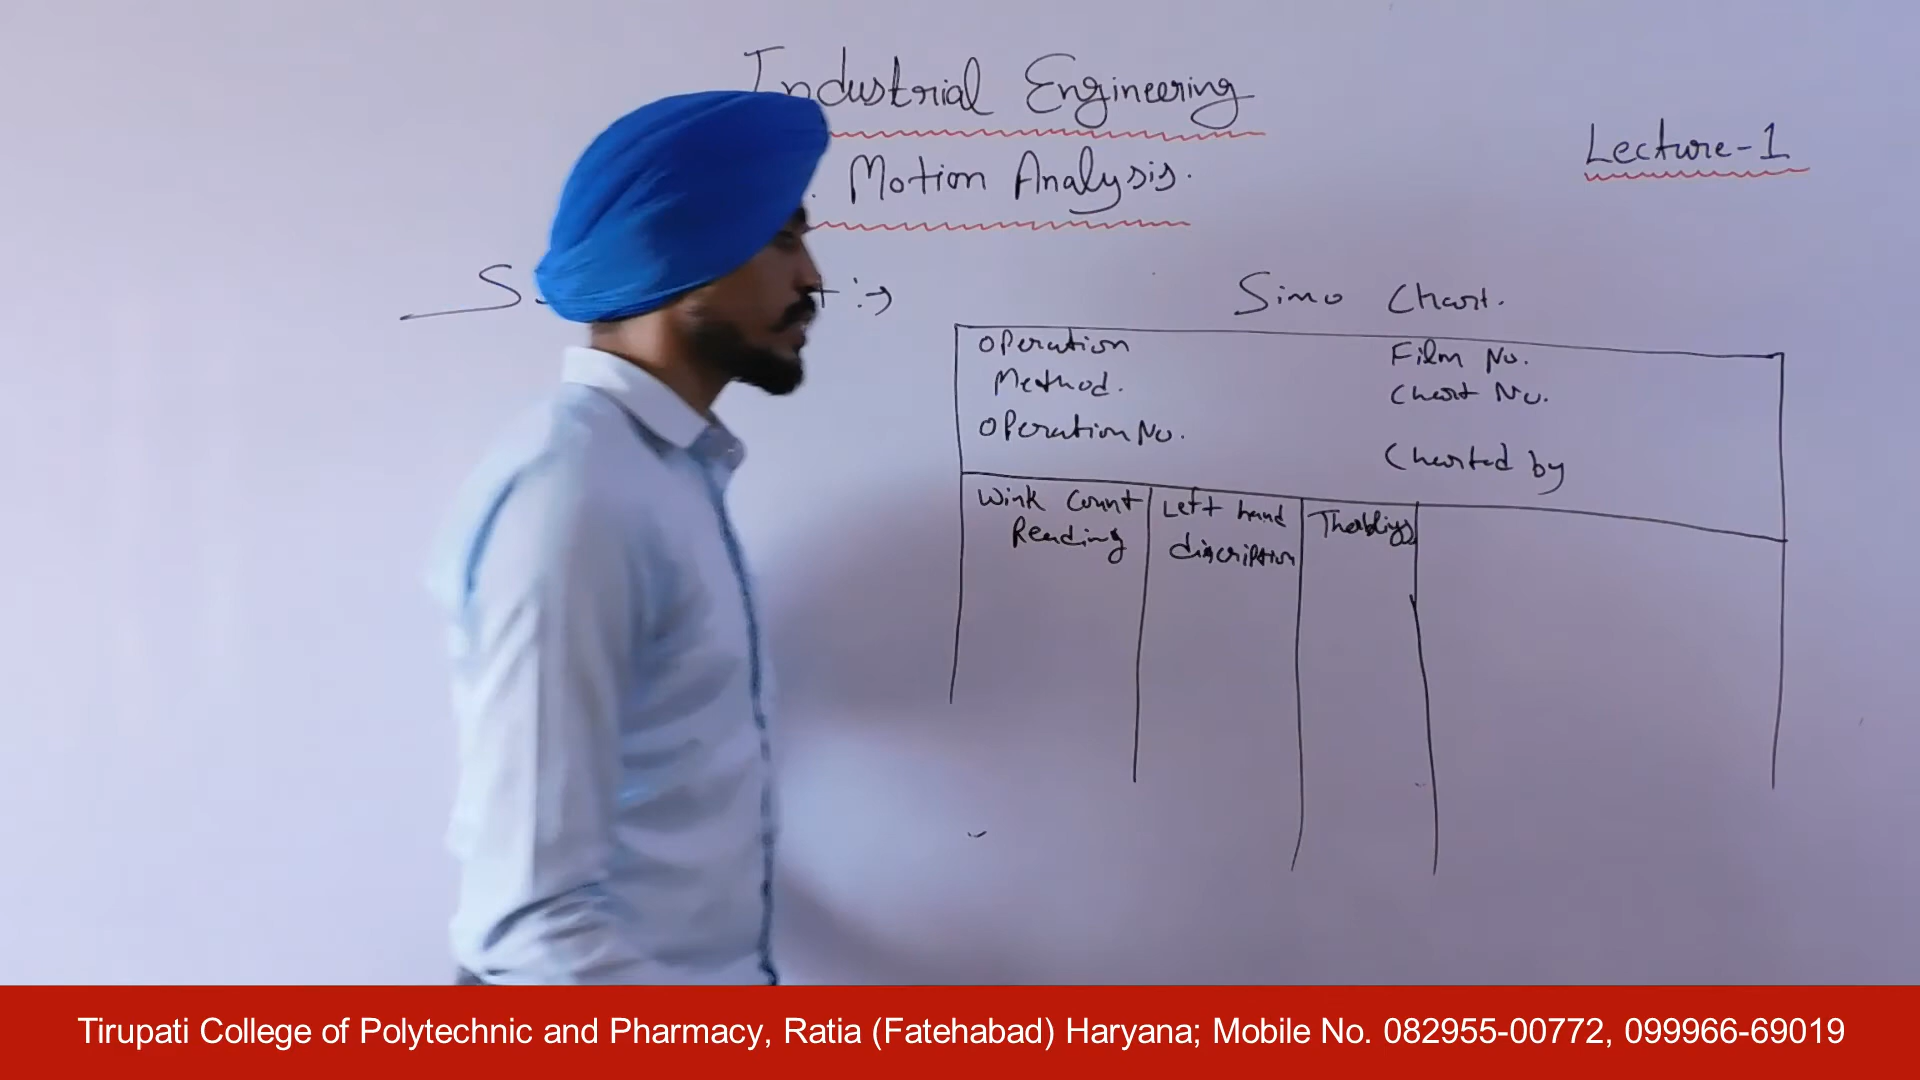 Industrial Engineering
Motion Analysis.
Lecture-1
Simo Chart.
Operation
Film No.
Method.
Chart No.
Operation No.
Charted by
Wink Count Reading
Left hand
discription
Tirupati College of Polytechnic and Pharmacy, Ratia (Fatehabad) Haryana; Mobile No. 082955-00772, 099966-69019